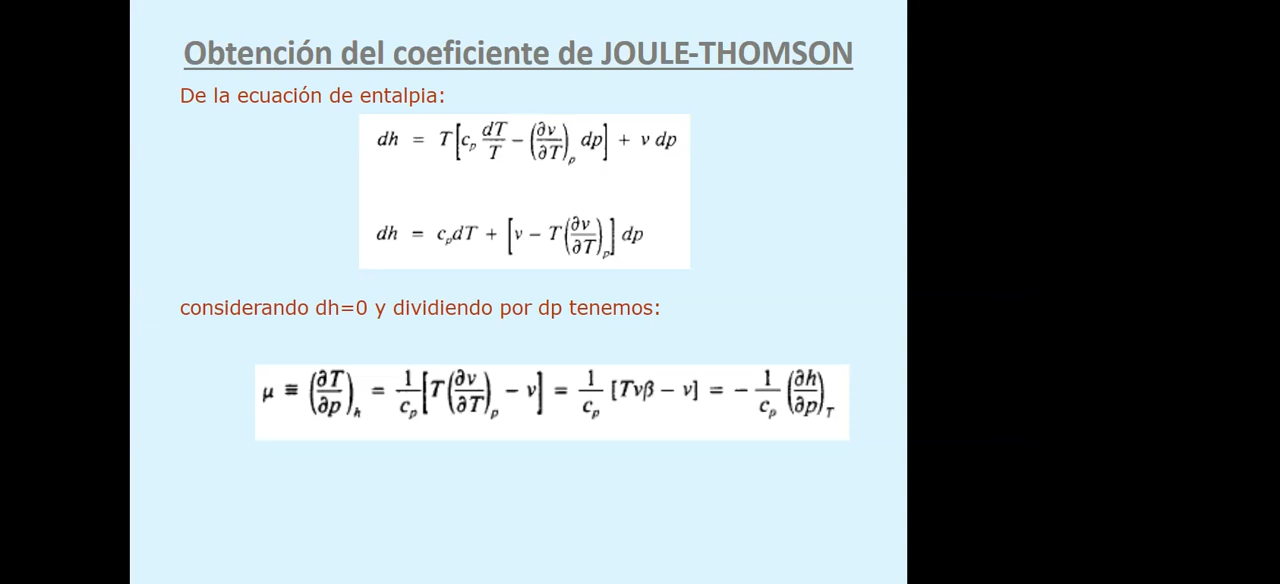 Obtención del coeficiente de JOULE-THOMSON
De la ecuación de entalpia:
dh = T[c_p dT/T − (∂v/∂T)_p dp] + v dp
dh = c_p dT + [v − T(∂v/∂T)_p] dp
considerando dh=0 y dividiendo por dp tenemos:
μ ≡ (∂T/∂p)_h = 1/c_p [T(∂v/∂T)_p − v] = 1/c_p [Tvβ − v] = − 1/c_p (∂h/∂p)_T